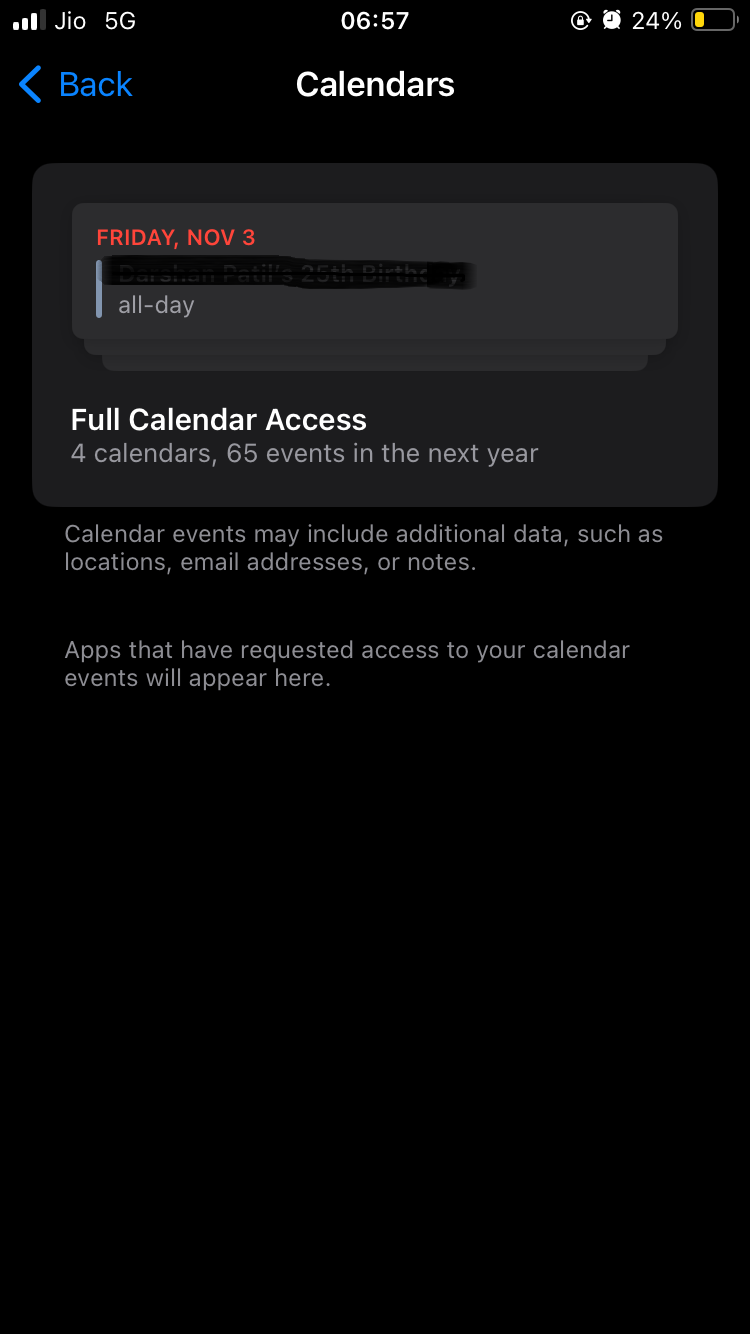 Jio 5G 06:57 24%
Back Calendars
FRIDAY, NOV 3
all-day
Full Calendar Access
4 calendars, 65 events in the next year
Calendar events may include additional data, such as
locations, email addresses, or notes.
Apps that have requested access to your calendar
events will appear here.